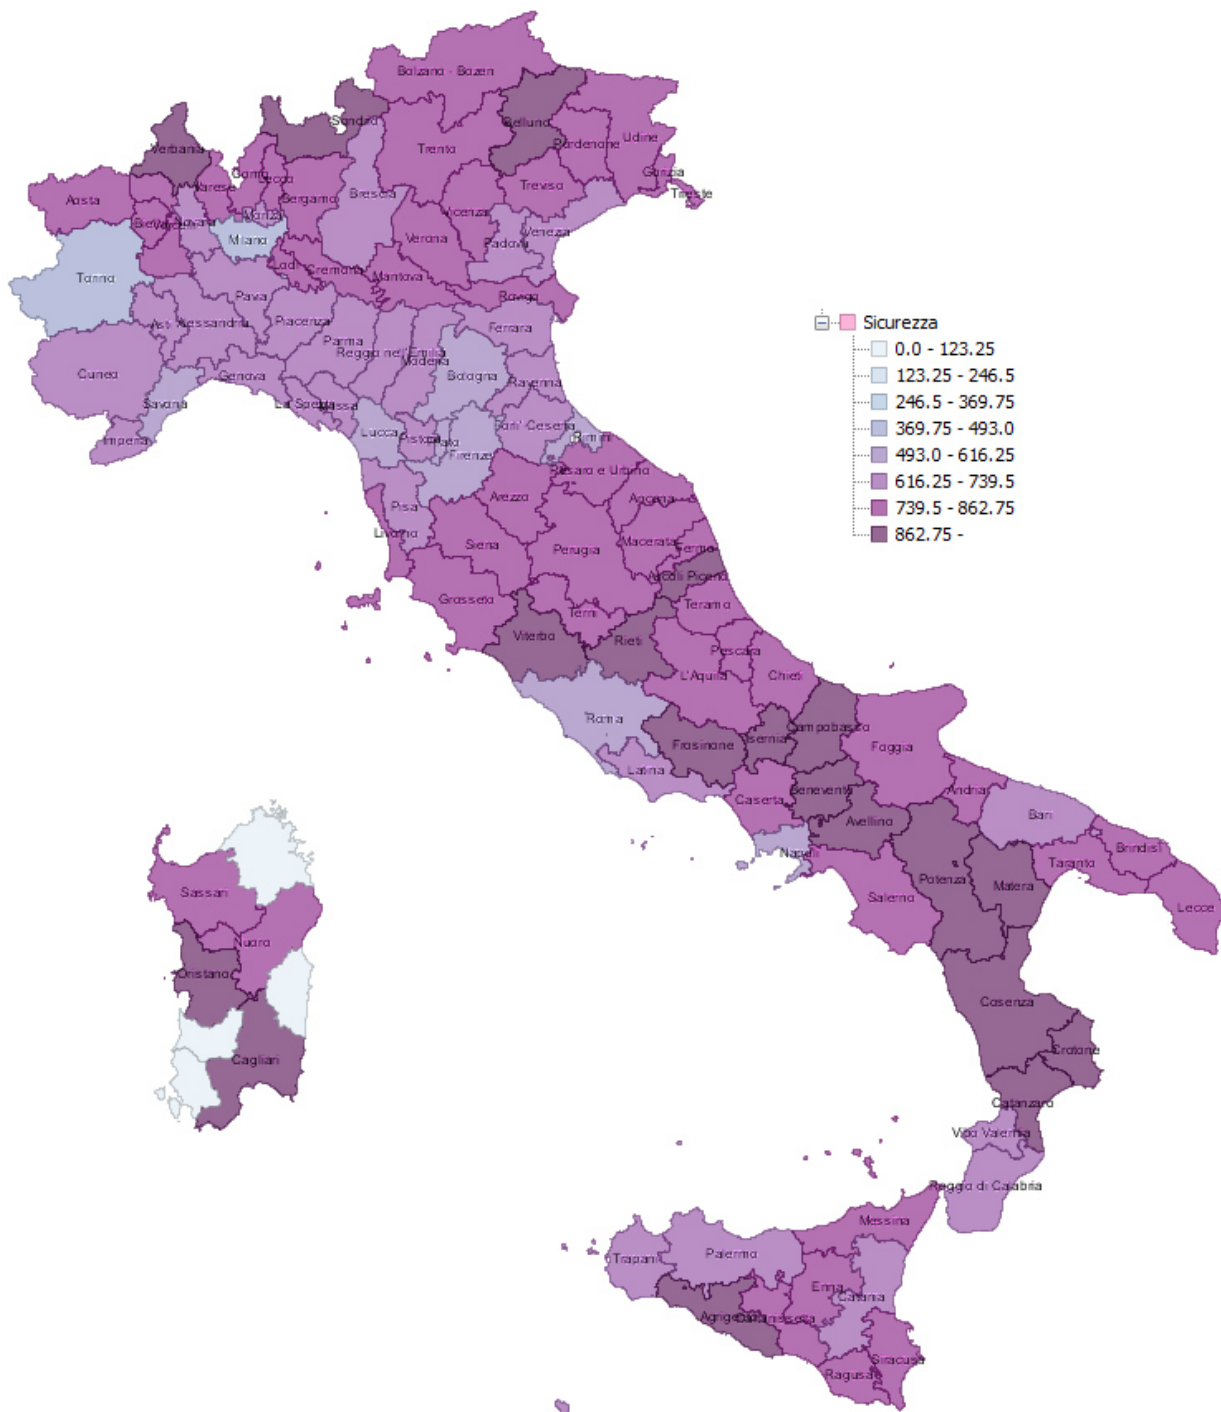 Bolzano - Bozen
Sondrio
Belluno
Verbania
Trento
Pordenone
Udine
Como
Lecco
Gorizia
Aosta
Varese
Bergamo
Brescia
Treviso
Trieste
Vicenza
Novara
Monza
Milano
Verona
Padova
Venezia
Torino
Lodi
Cremona
Mantova
Pavia
Rovigo
Asti
Alessandria
Piacenza
Ferrara
Parma
Reggio nell'Emilia
Modena
Cuneo
Genova
Bologna
Ravenna
Savona
La Spezia
Massa
Imperia
Lucca
Pistoia
Forli' Cesena
Rimini
Firenze
Pesaro e Urbino
Pisa
Arezzo
Ancona
Livorno
Siena
Perugia
Macerata
Fermo
Ascoli Piceno
Grosseto
Terni
Teramo
Viterbo
Rieti
Pescara
L'Aquila
Chieti
Roma
Campobasso
Frosinone
Isernia
Foggia
Latina
Benevento
Andria
Caserta
Avellino
Bari
Napoli
Brindisi
Taranto
Potenza
Matera
Salerno
Lecce
Sassari
Nuoro
Oristano
Cagliari
Cosenza
Crotone
Catanzaro
Vibo Valentia
Reggio di Calabria
Messina
Trapani
Palermo
Enna
Catania
Agrigento
Caltanissetta
Siracusa
Ragusa
Sicurezza
0.0 - 123.25
123.25 - 246.5
246.5 - 369.75
369.75 - 493.0
493.0 - 616.25
616.25 - 739.5
739.5 - 862.75
862.75 -